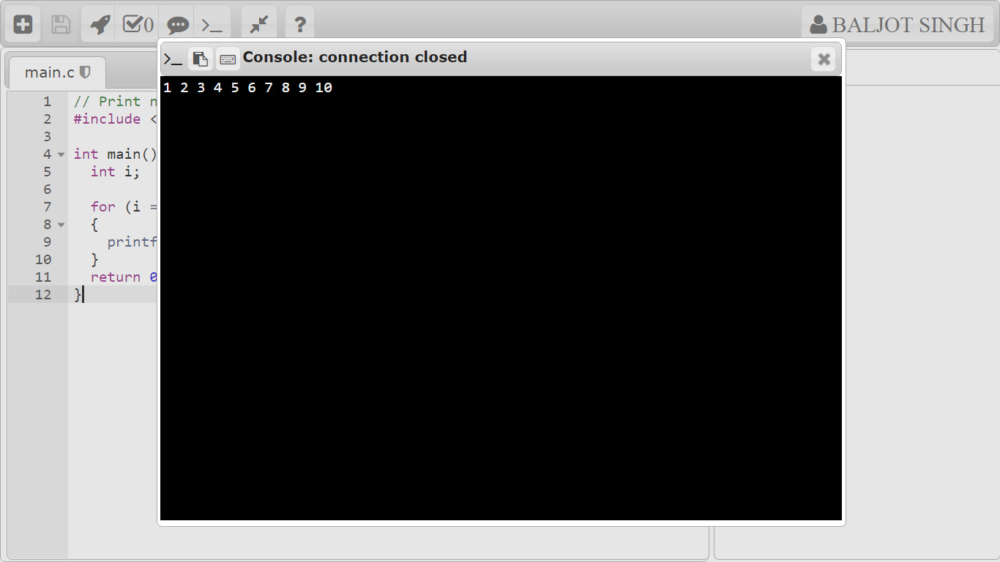 0
BALJOT SINGH
>_ Console: connection closed
1 2 3 4 5 6 7 8 9 10
main.c
1 // Print
2 #include <
3
4 int main()
5 int i;
6
7 for (i =
8 {
9 printf
10 }
11 return 0
12 }